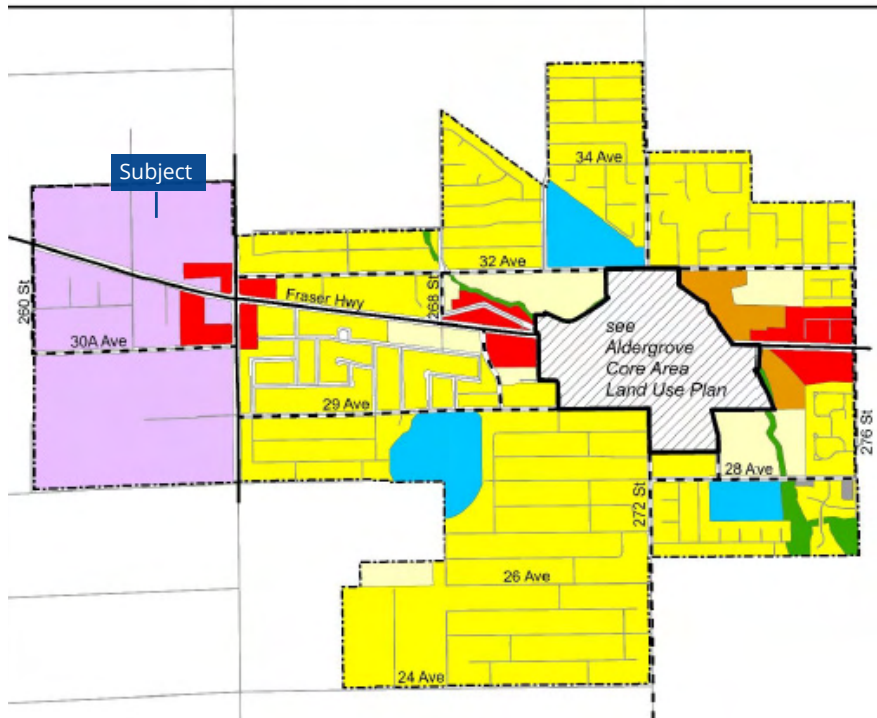 34 Ave
Subject
32 Ave
260 St
268 St
Fraser Hwy
30A Ave
see
Aldergrove
Core Area
Land Use Plan
29 Ave
276 St
28 Ave
272 St
26 Ave
24 Ave